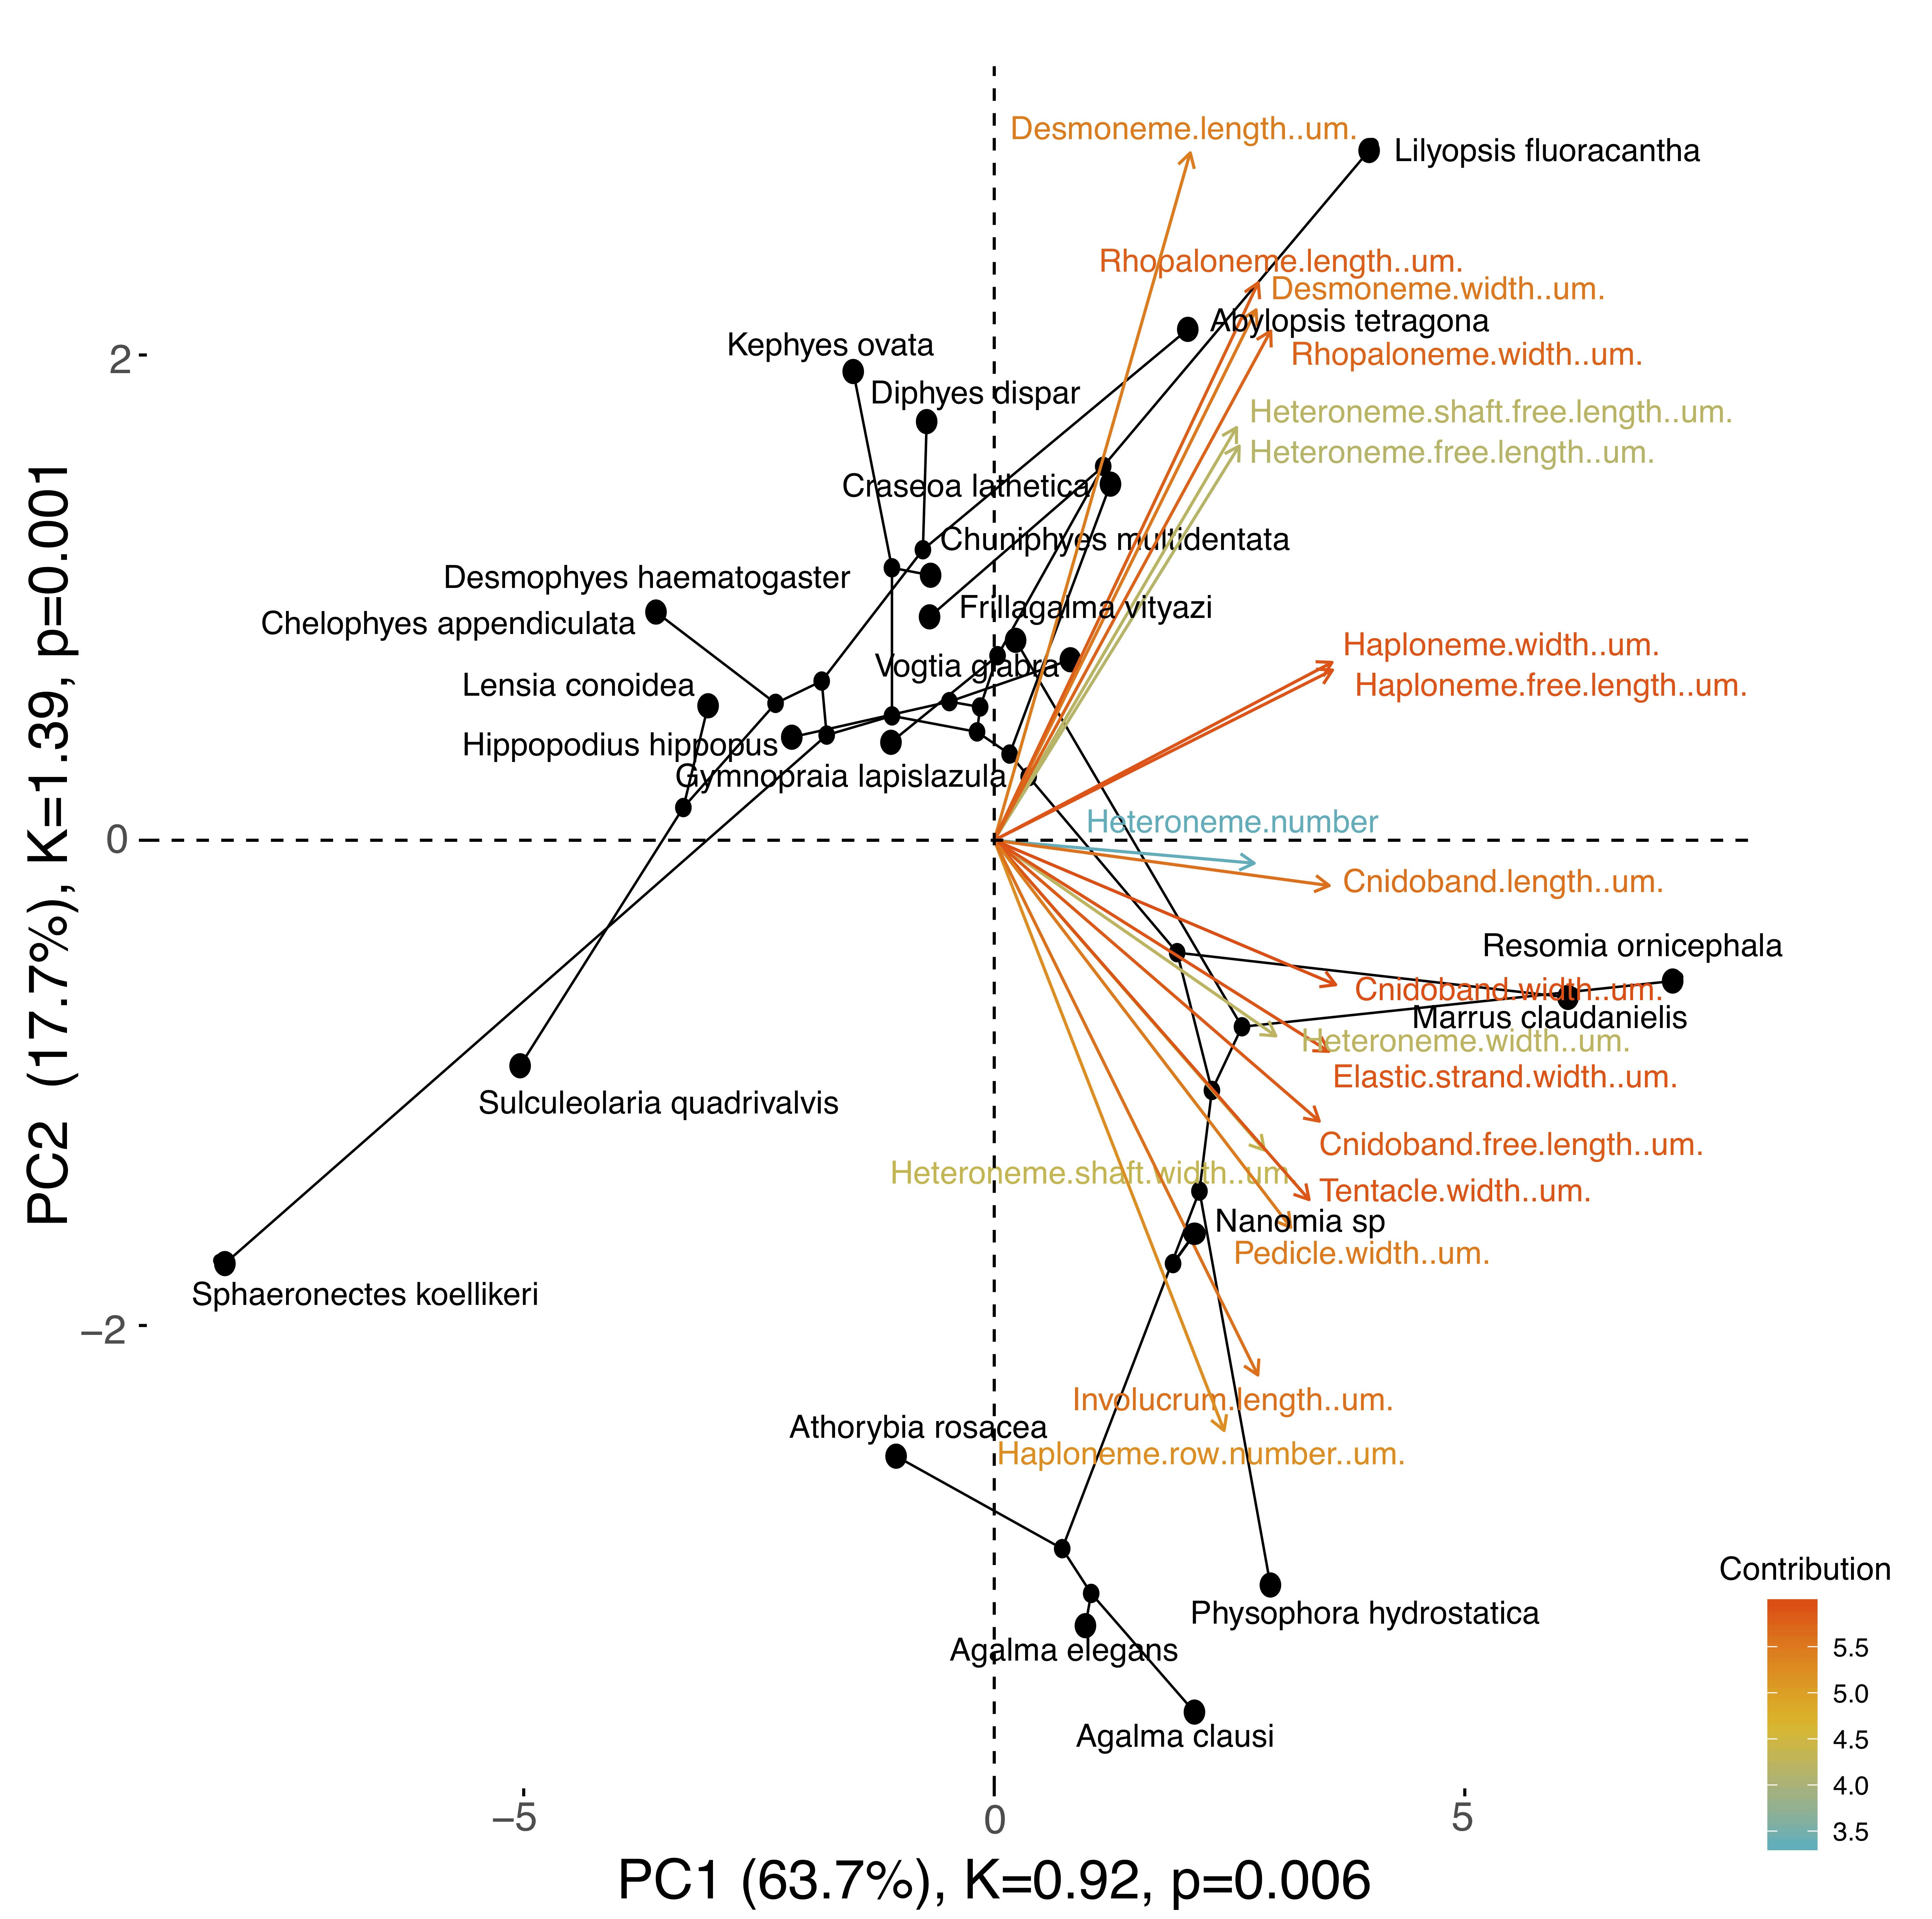 Desmoneme.length..um.
Lilyopsis fluoracantha
Rhopaloneme.length..um.
Desmoneme.width..um.
Abylopsis tetragona
Kephyes ovata
Rhopaloneme.width..um.
2
Diphyes dispar
Heteroneme.shaft.free.length..um.
Heteroneme.free.length..um.
Craseoa lathetica
Chuniphyes multidentata
Desmophyes haematogaster
Frillagalma vityazi
Chelophyes appendiculata
Haploneme.width..um.
Vogtia glabra
Lensia conoidea
Haploneme.free.length..um.
Hippopodius hippopus
Gymnopraia lapislazula
Heteroneme.number
0
Cnidoband.length..um.
Resomia ornicephala
Cnidoband.width..um.
Marrus claudanielis
Heteroneme.width..um.
Elastic.strand.width..um.
Sulculeolaria quadrivalvis
Cnidoband.free.length..um.
Heteroneme.shaft.width..um.
Tentacle.width..um.
Nanomia sp
Pedicle.width..um.
Sphaeronectes koellikeri
−2
Involucrum.length..um.
Athorybia rosacea
Haploneme.row.number..um.
Physophora hydrostatica
Agalma elegans
Agalma clausi
Contribution
5.5
5.0
4.5
4.0
3.5
−5
0
5
PC1 (63.7%), K=0.92, p=0.006
PC2 (17.7%), K=1.39, p=0.001